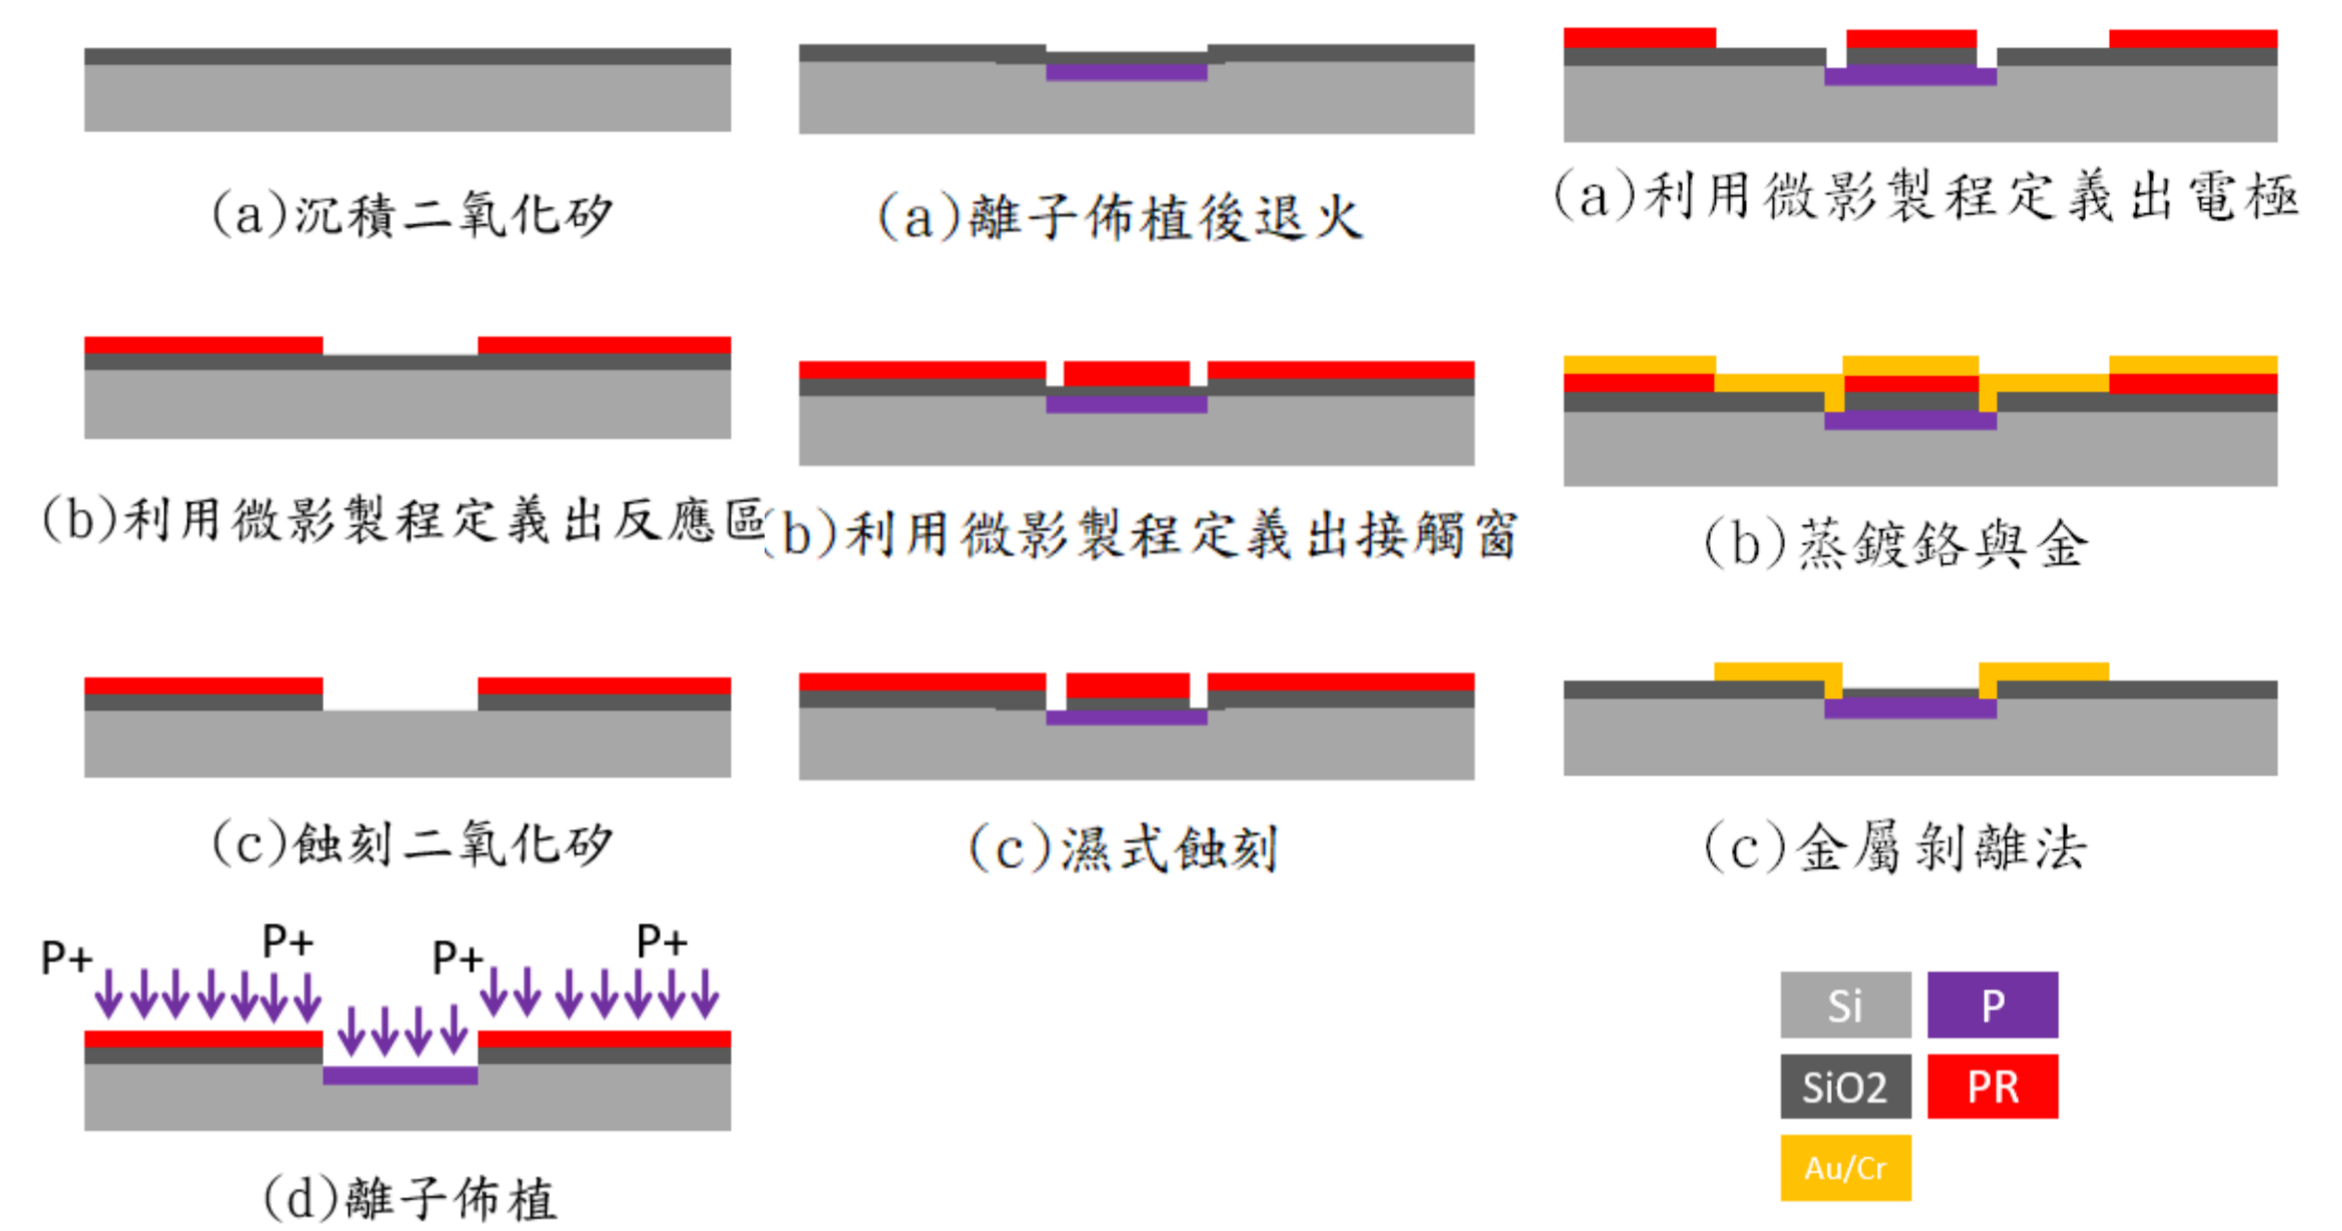 (a)沉積二氧化矽
(b)利用微影製程定義出反應區
(c)蝕刻二氧化矽
P+
P+
P+
P+
(d)離子佈植
(a)離子佈植後退火
(b)利用微影製程定義出接觸窗
(c)濕式蝕刻
(a)利用微影製程定義出電極
(b)蒸鍍鉻與金
(c)金屬剝離法
Si
P
SiO2
PR
Au/Cr